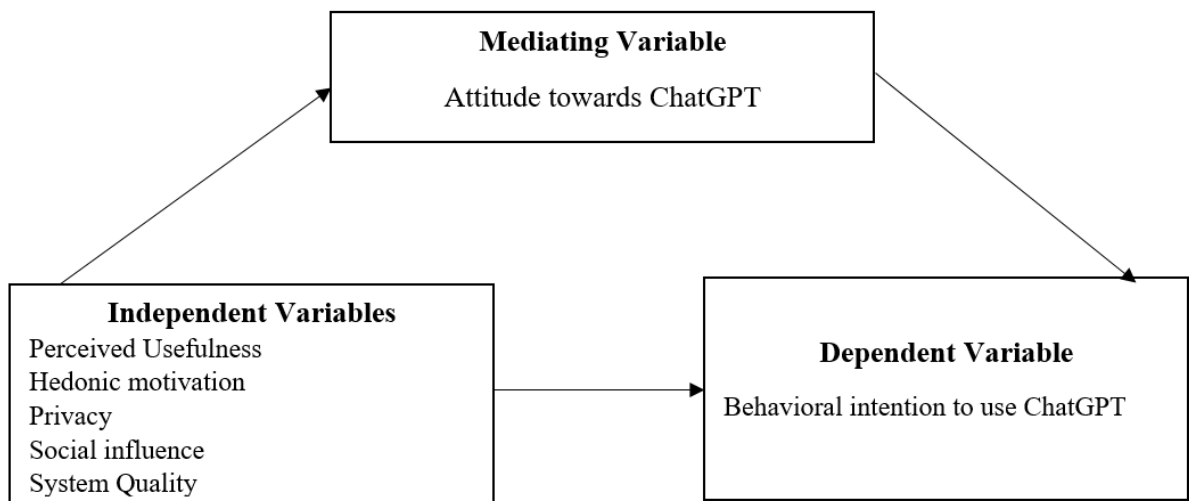 Mediating Variable
Attitude towards ChatGPT
Independent Variables
Perceived Usefulness
Hedonic motivation
Privacy
Social influence
System Quality
Dependent Variable
Behavioral intention to use ChatGPT